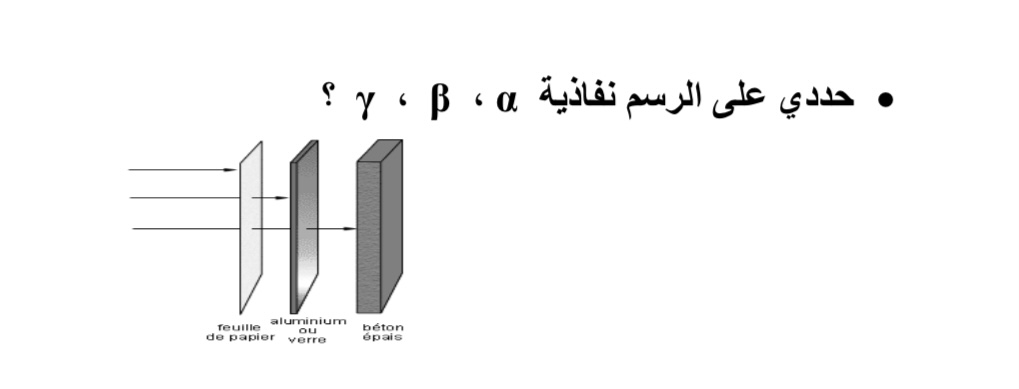 • حددي على الرسم نفاذية α ، β ، γ ؟
feuille de papier
aluminium ou verre
béton épais